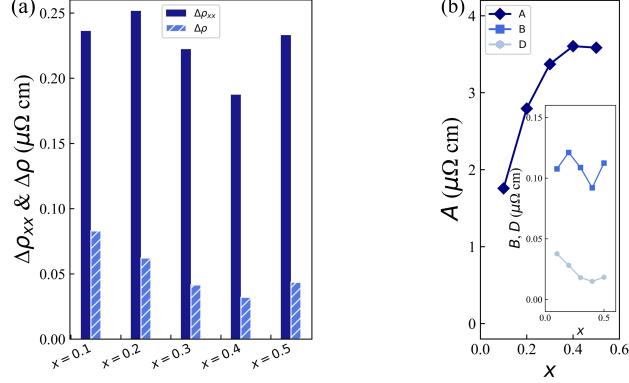 (a)
Δρxx
Δρ
Δρxx & Δρ (μΩ cm)
0.25
0.20
0.15
0.10
0.05
0.00
x = 0.1
x = 0.2
x = 0.3
x = 0.4
x = 0.5
(b)
A
B
D
A (μΩ cm)
4
3
2
1
0
0.0
0.2
0.4
0.6
x
B, D (μΩ cm)
0.15
0.10
0.05
0.00
0.0
0.5
x